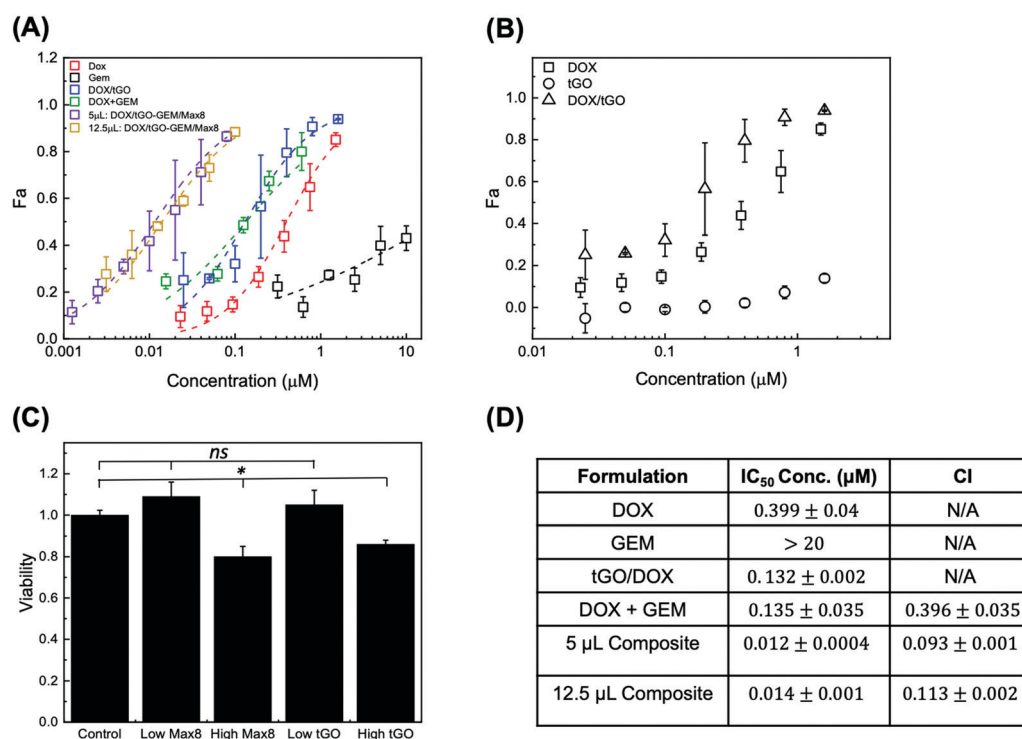 (A)
1.2
1.0
0.8
0.6
0.4
0.2
0.0
Fa
Dox
Gem
DOX/tGO
DOX+GEM
5µL: DOX/tGO-GEM/Max8
12.5µL: DOX/tGO-GEM/Max8
0.001 0.01 0.1 1 10
Concentration (µM)
(B)
1.0
0.8
0.6
0.4
0.2
0.0
Fa
DOX
tGO
DOX/tGO
0.01 0.1 1
Concentration (µM)
(C)
ns
*
1.2
1.0
0.8
0.6
0.4
0.2
0.0
Viability
Control Low Max8 High Max8 Low tGO High tGO
(D)
Formulation IC50 Conc. (µM) CI
DOX 0.399 ± 0.04 N/A
GEM > 20 N/A
tGO/DOX 0.132 ± 0.002 N/A
DOX + GEM 0.135 ± 0.035 0.396 ± 0.035
5 µL Composite 0.012 ± 0.0004 0.093 ± 0.001
12.5 µL Composite 0.014 ± 0.001 0.113 ± 0.002